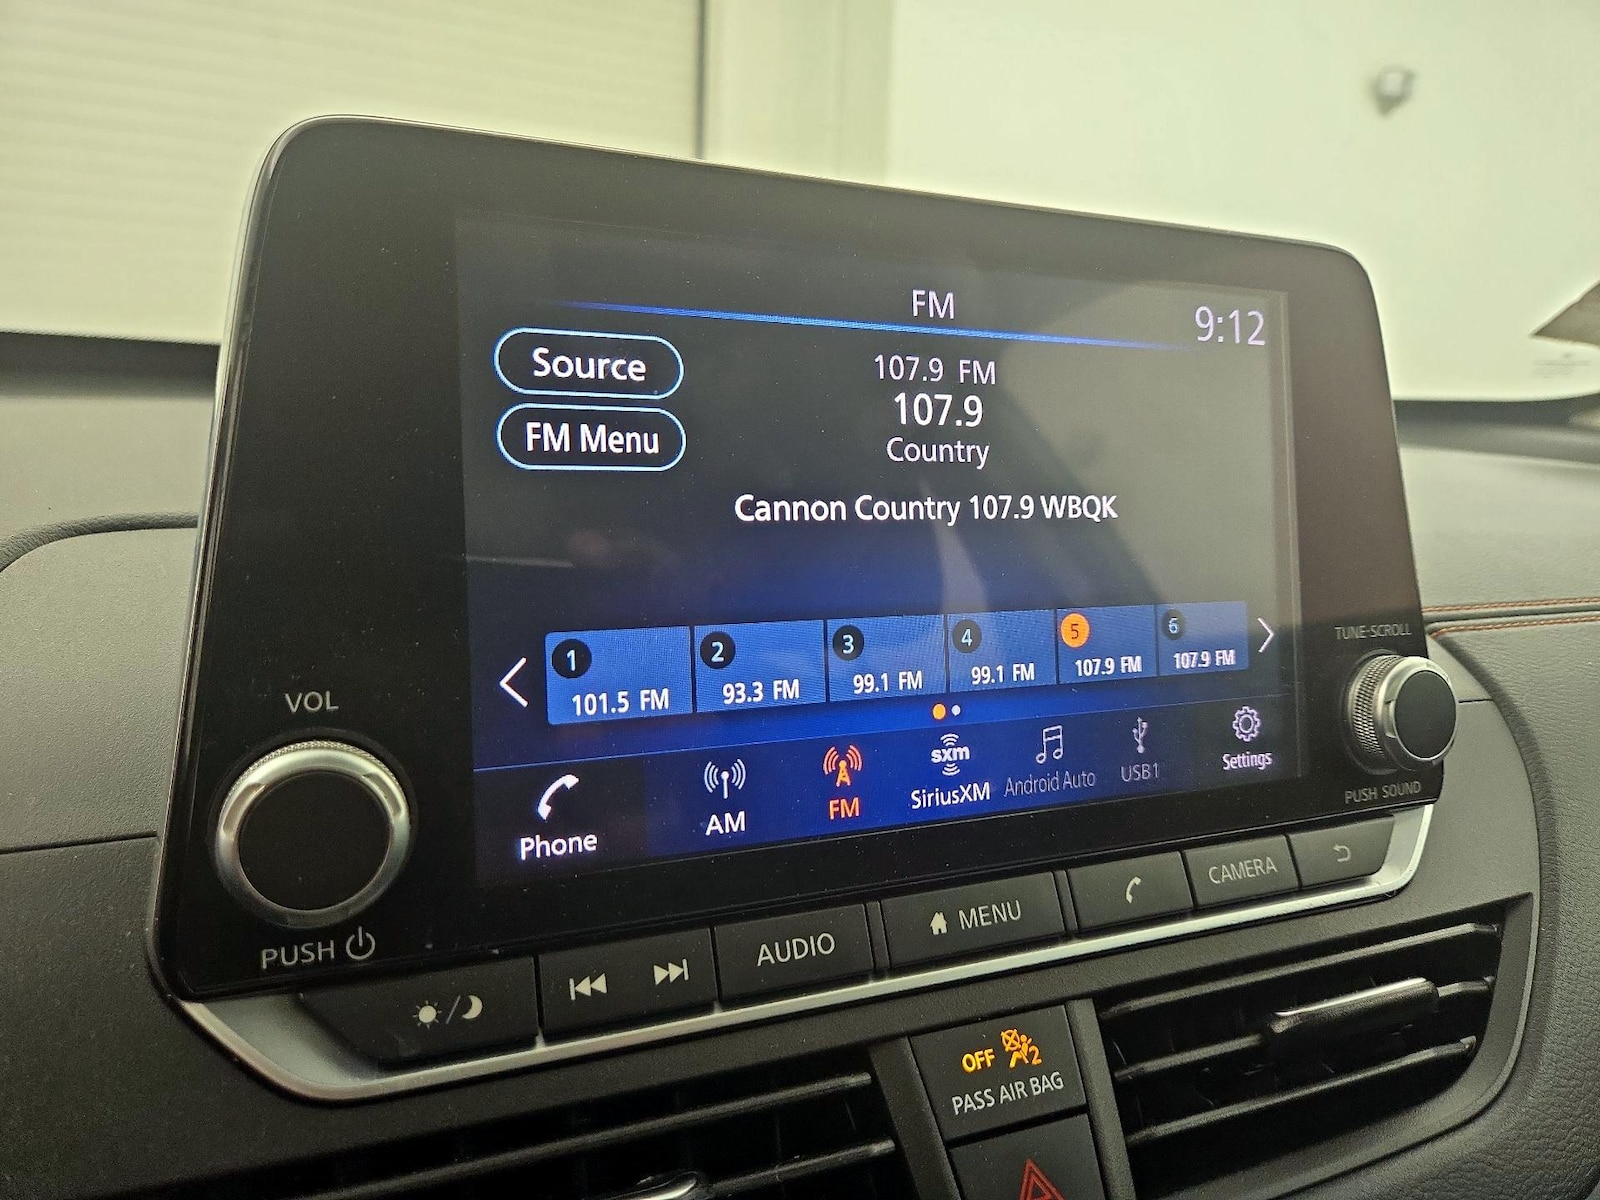 FM
9:12
Source
107.9 FM
107.9
FM Menu
Country
Cannon Country 107.9 WBQK
1
101.5 FM
2
93.3 FM
3
99.1 FM
4
99.1 FM
5
107.9 FM
6
107.9 FM
Phone
AM
FM
sxm
SiriusXM
Android Auto
USB1
Settings
VOL
PUSH
TUNE·SCROLL
PUSH SOUND
AUDIO
MENU
CAMERA
OFF
2
PASS AIR BAG